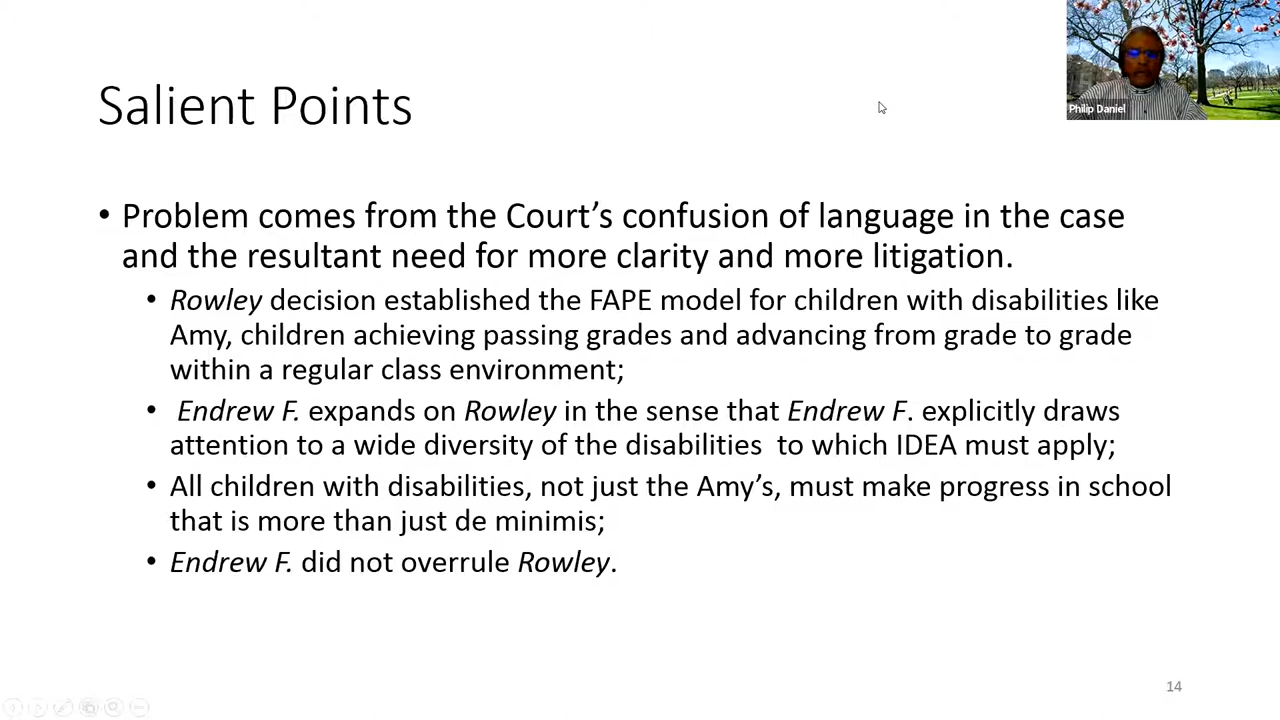 Philip Daniel
Salient Points
• Problem comes from the Court's confusion of language in the case
and the resultant need for more clarity and more litigation.
• Rowley decision established the FAPE model for children with disabilities like
Amy, children achieving passing grades and advancing from grade to grade
within a regular class environment;
• Endrew F. expands on Rowley in the sense that Endrew F. explicitly draws
attention to a wide diversity of the disabilities  to which IDEA must apply;
• All children with disabilities, not just the Amy's, must make progress in school
that is more than just de minimis;
• Endrew F. did not overrule Rowley.
14